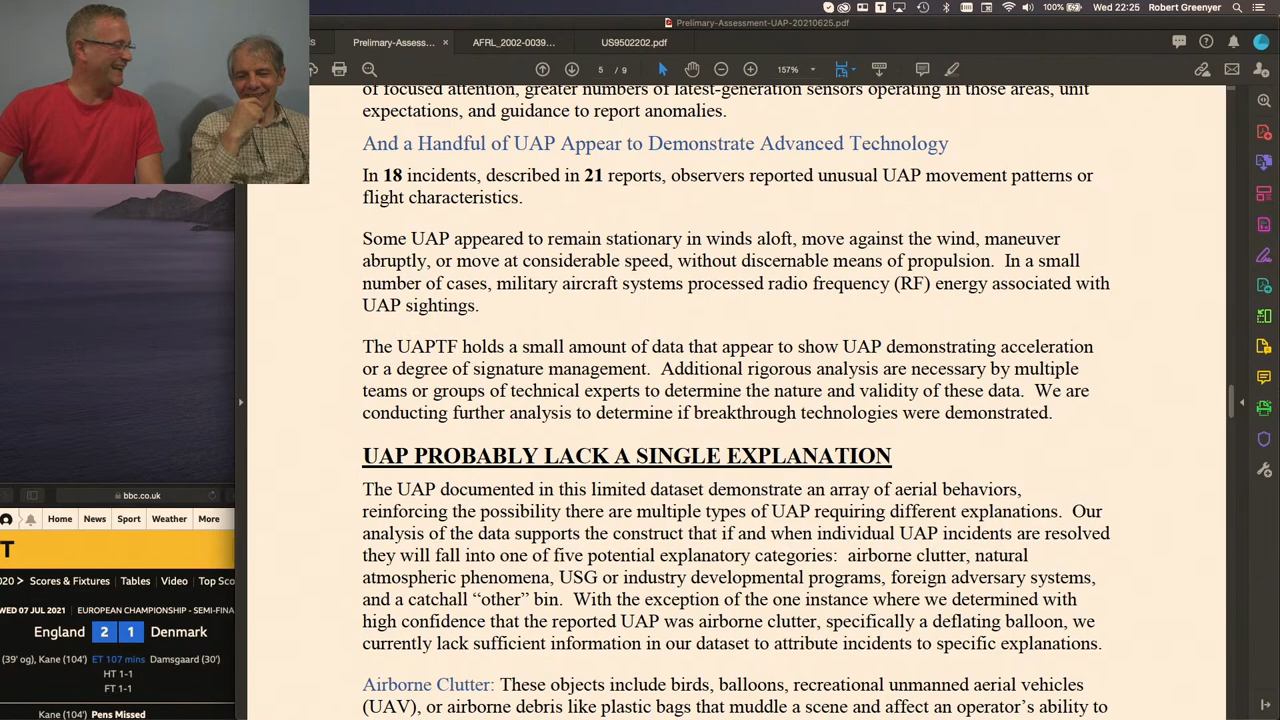 100%
Wed 22:25
Robert Greenyer
Prelimary-Assessment-UAP-20210625.pdf
Prelimary-Assess...
AFRL_2002-0039...
US9502202.pdf
5 / 9
157%
of focused attention, greater numbers of latest-generation sensors operating in those areas, unit
expectations, and guidance to report anomalies.
And a Handful of UAP Appear to Demonstrate Advanced Technology
In 18 incidents, described in 21 reports, observers reported unusual UAP movement patterns or
flight characteristics.
Some UAP appeared to remain stationary in winds aloft, move against the wind, maneuver
abruptly, or move at considerable speed, without discernable means of propulsion. In a small
number of cases, military aircraft systems processed radio frequency (RF) energy associated with
UAP sightings.
The UAPTF holds a small amount of data that appear to show UAP demonstrating acceleration
or a degree of signature management. Additional rigorous analysis are necessary by multiple
teams or groups of technical experts to determine the nature and validity of these data. We are
conducting further analysis to determine if breakthrough technologies were demonstrated.
UAP PROBABLY LACK A SINGLE EXPLANATION
The UAP documented in this limited dataset demonstrate an array of aerial behaviors,
reinforcing the possibility there are multiple types of UAP requiring different explanations. Our
analysis of the data supports the construct that if and when individual UAP incidents are resolved
they will fall into one of five potential explanatory categories: airborne clutter, natural
atmospheric phenomena, USG or industry developmental programs, foreign adversary systems,
and a catchall “other” bin. With the exception of the one instance where we determined with
high confidence that the reported UAP was airborne clutter, specifically a deflating balloon, we
currently lack sufficient information in our dataset to attribute incidents to specific explanations.
Airborne Clutter: These objects include birds, balloons, recreational unmanned aerial vehicles
(UAV), or airborne debris like plastic bags that muddle a scene and affect an operator’s ability to
bbc.co.uk
Home News Sport Weather More
T
020 > Scores & Fixtures Tables Video Top Sco
WED 07 JUL 2021 EUROPEAN CHAMPIONSHIP - SEMI-FINA
England 2 1 Denmark
(39' og), Kane (104') ET 107 mins Damsgaard (30')
HT 1-1
FT 1-1
Kane (104') Pens Missed